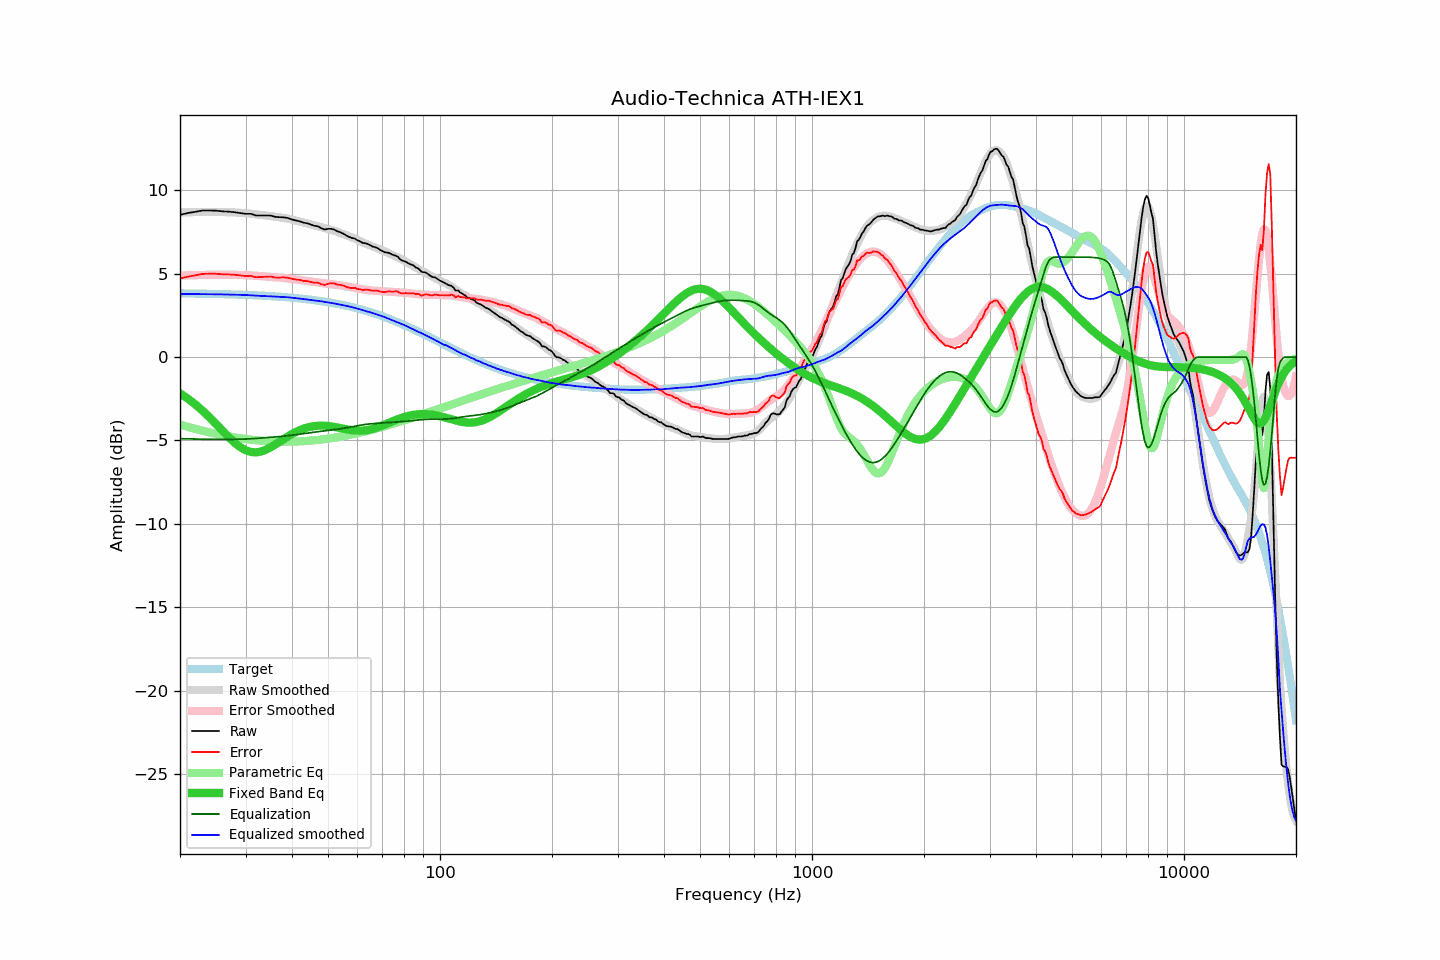 Audio-Technica ATH-IEX1
Amplitude (dBr)
10
5
0
−5
−10
−15
−20
−25
Target
Raw Smoothed
Error Smoothed
Raw
Error
Parametric Eq
Fixed Band Eq
Equalization
Equalized smoothed
100
1000
10000
Frequency (Hz)